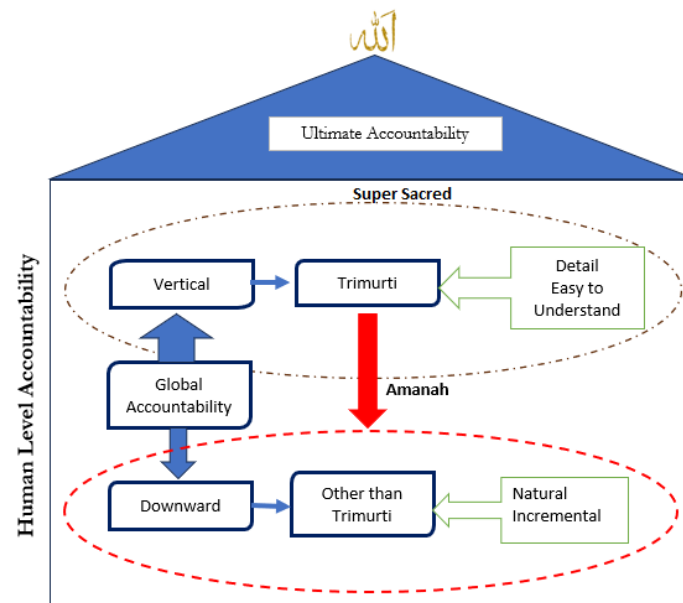 الله
Ultimate Accountability
Super Sacred
Human Level Accountability
Vertical
Trimurti
Detail
Easy to
Understand
Global
Accountability
Amanah
Downward
Other than
Trimurti
Natural
Incremental